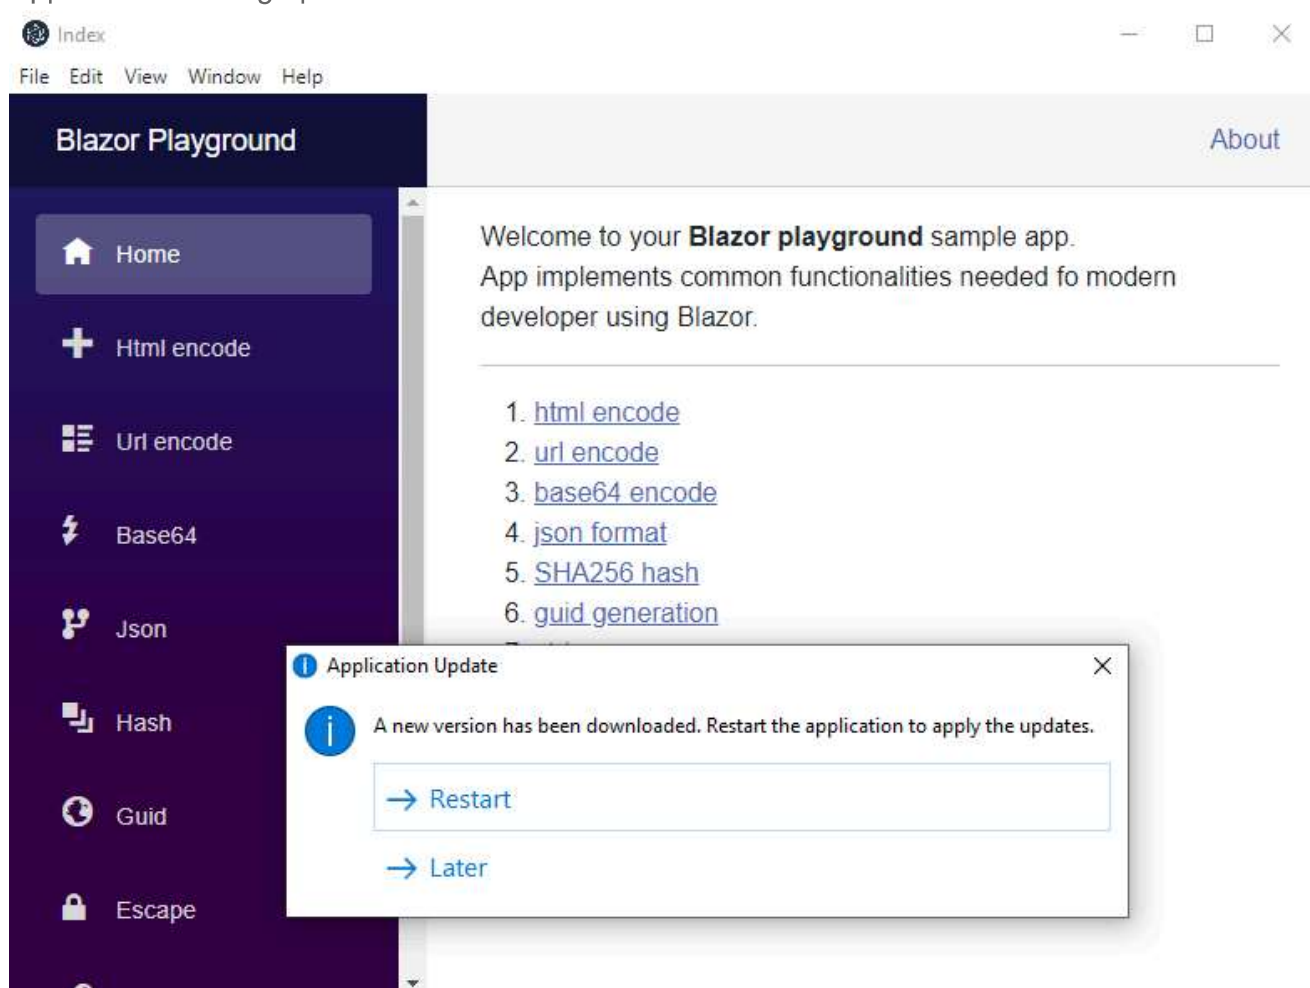 Index
File Edit View Window Help
Blazor Playground
About
Home
Html encode
Url encode
Base64
Json
Hash
Guid
Escape
Welcome to your Blazor playground sample app.
App implements common functionalities needed fo modern
developer using Blazor.
1. html encode
2. url encode
3. base64 encode
4. json format
5. SHA256 hash
6. guid generation
Application Update
A new version has been downloaded. Restart the application to apply the updates.
→ Restart
→ Later